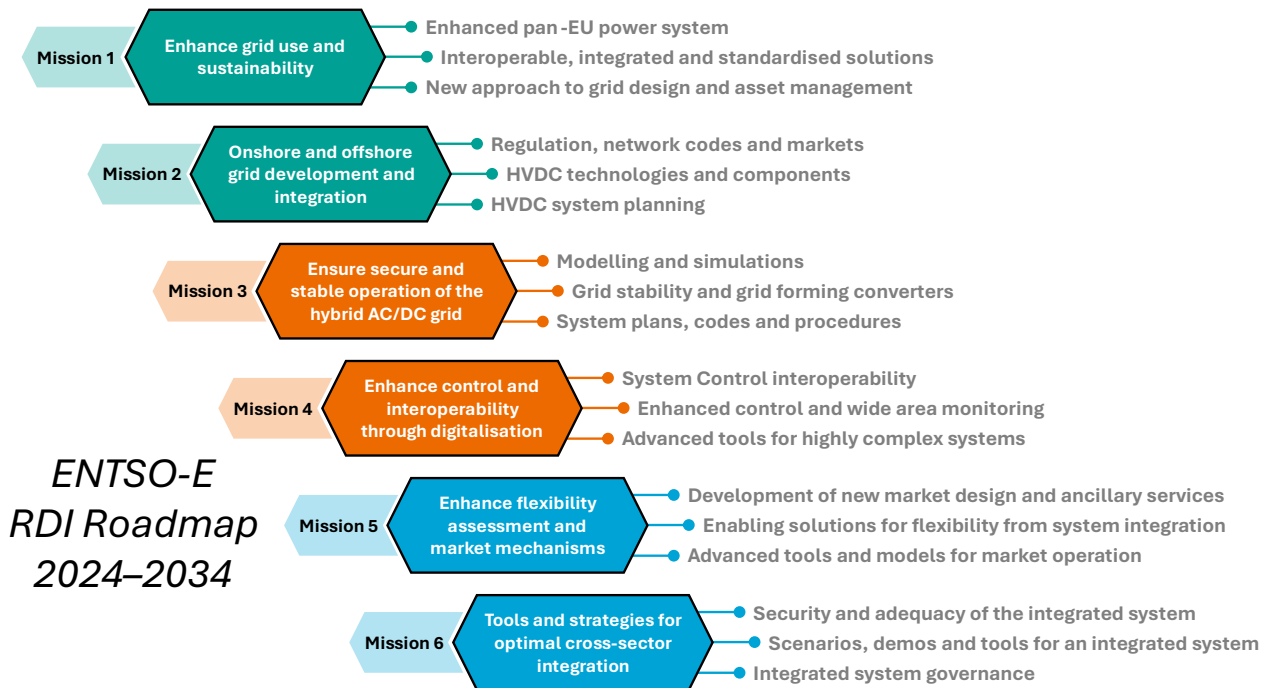 Mission 1
Enhance grid use and
sustainability
Enhanced pan-EU power system
Interoperable, integrated and standardised solutions
New approach to grid design and asset management
Mission 2
Onshore and offshore
grid development and
integration
Regulation, network codes and markets
HVDC technologies and components
HVDC system planning
Mission 3
Ensure secure and
stable operation of the
hybrid AC/DC grid
Modelling and simulations
Grid stability and grid forming converters
System plans, codes and procedures
Mission 4
Enhance control and
interoperability
through digitalisation
System Control interoperability
Enhanced control and wide area monitoring
Advanced tools for highly complex systems
ENTSO-E
RDI Roadmap
2024–2034
Mission 5
Enhance flexibility
assessment and
market mechanisms
Development of new market design and ancillary services
Enabling solutions for flexibility from system integration
Advanced tools and models for market operation
Mission 6
Tools and strategies for
optimal cross-sector
integration
Security and adequacy of the integrated system
Scenarios, demos and tools for an integrated system
Integrated system governance